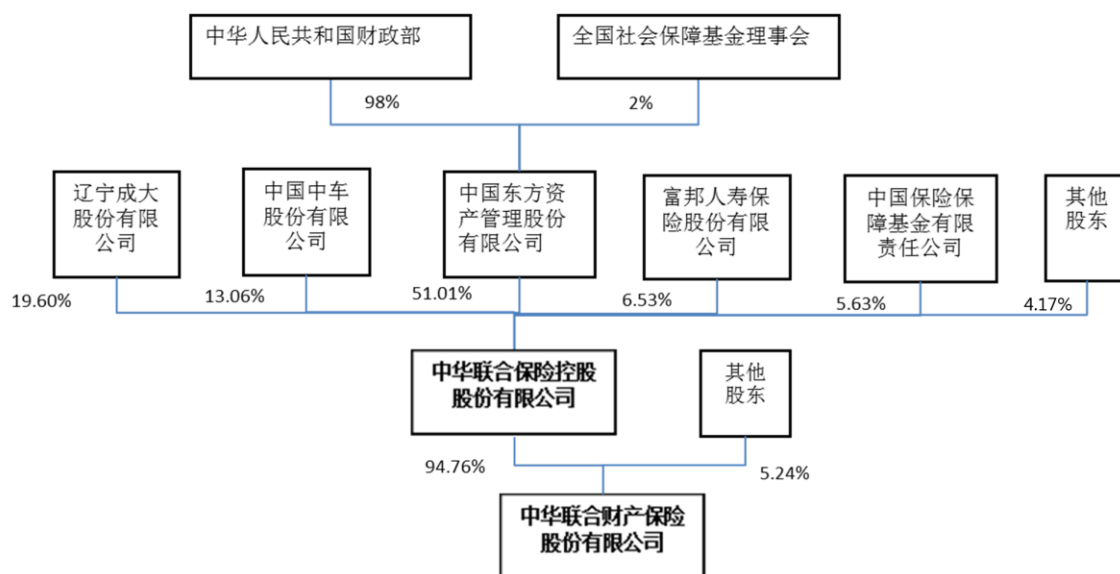 中华人民共和国财政部
全国社会保障基金理事会
98%
2%
辽宁成大
股份有限
公司
中国中车
股份有限
公司
中国东方资
产管理股份
有限公司
富邦人寿保
险股份有限
公司
中国保险保
障基金有限
责任公司
其他
股东
19.60%
13.06%
51.01%
6.53%
5.63%
4.17%
中华联合保险控股
股份有限公司
其他
股东
94.76%
5.24%
中华联合财产保险
股份有限公司